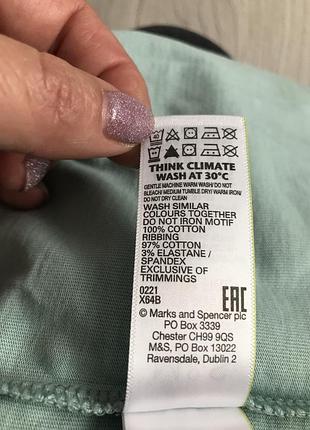 THINK CLIMATE
WASH AT 30°C
GENTLE MACHINE WARM WASH/DO NOT
BLEACH/ MEDIUM TUMBLE DRY/ WARM IRON/
DO NOT DRY CLEAN
WASH SIMILAR
COLOURS TOGETHER
DO NOT IRON MOTIF
100% COTTON
RIBBING
97% COTTON
3% ELASTANE /
SPANDEX
EXCLUSIVE OF
TRIMMINGS
0221
X64B
EAC
© Marks and Spencer plc
PO Box 3339
Chester CH99 9QS
M&S, PO Box 13022
Ravensdale, Dublin 2